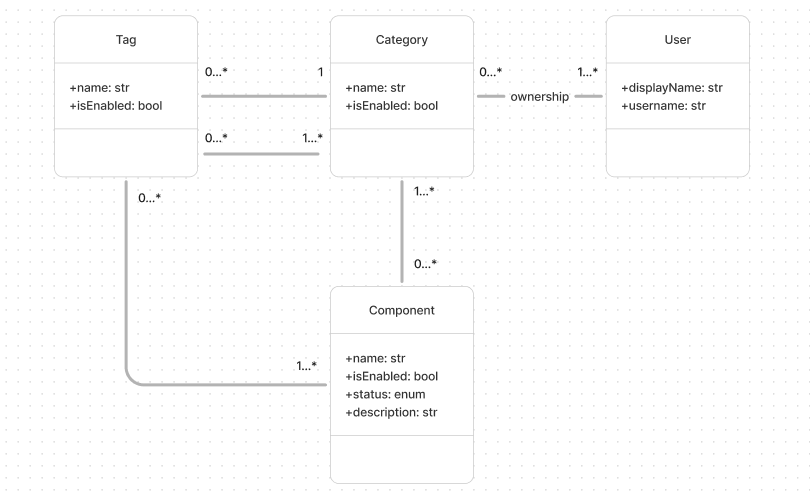 Tag
Category
User
0...*
1
0...*
1...*
+name: str
+isEnabled: bool
+name: str
+isEnabled: bool
ownership
+displayName: str
+username: str
0...*
1...*
0...*
1...*
0...*
Component
1...*
+name: str
+isEnabled: bool
+status: enum
+description: str